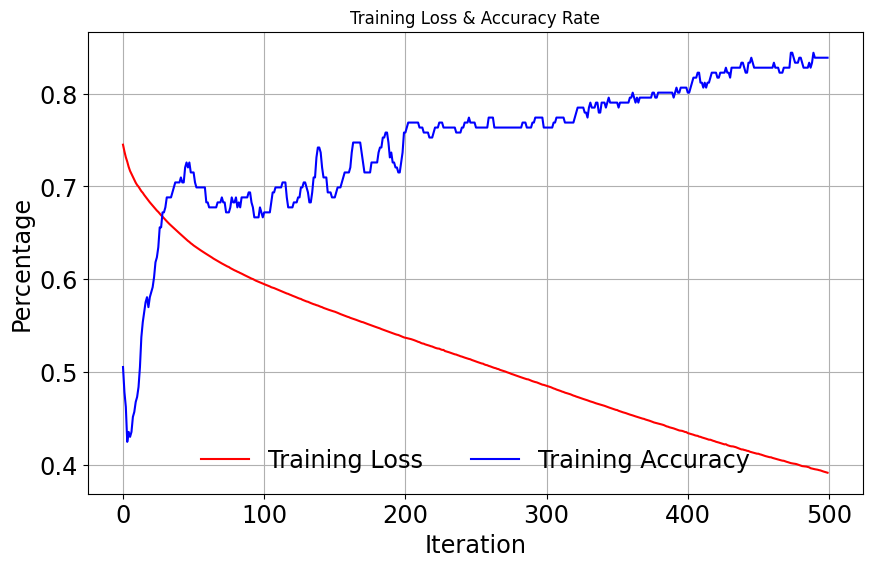 Training Loss & Accuracy Rate
Percentage
0.8
0.7
0.6
0.5
0.4
Training Loss Training Accuracy
0 100 200 300 400 500
Iteration